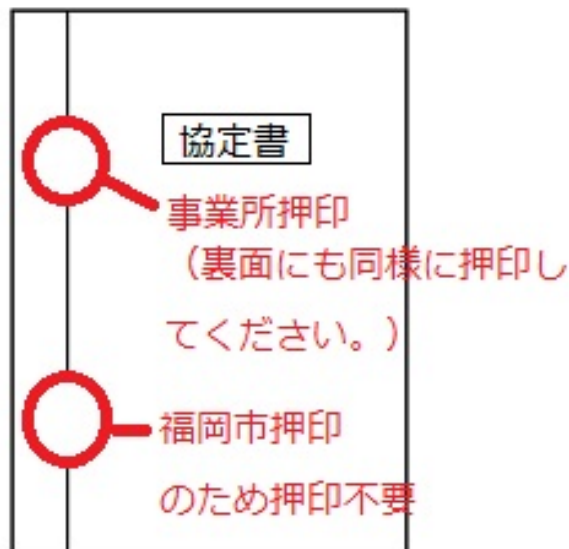 協定書
事業所押印
（裏面にも同様に押印し
てください。）
福岡市押印
のため押印不要